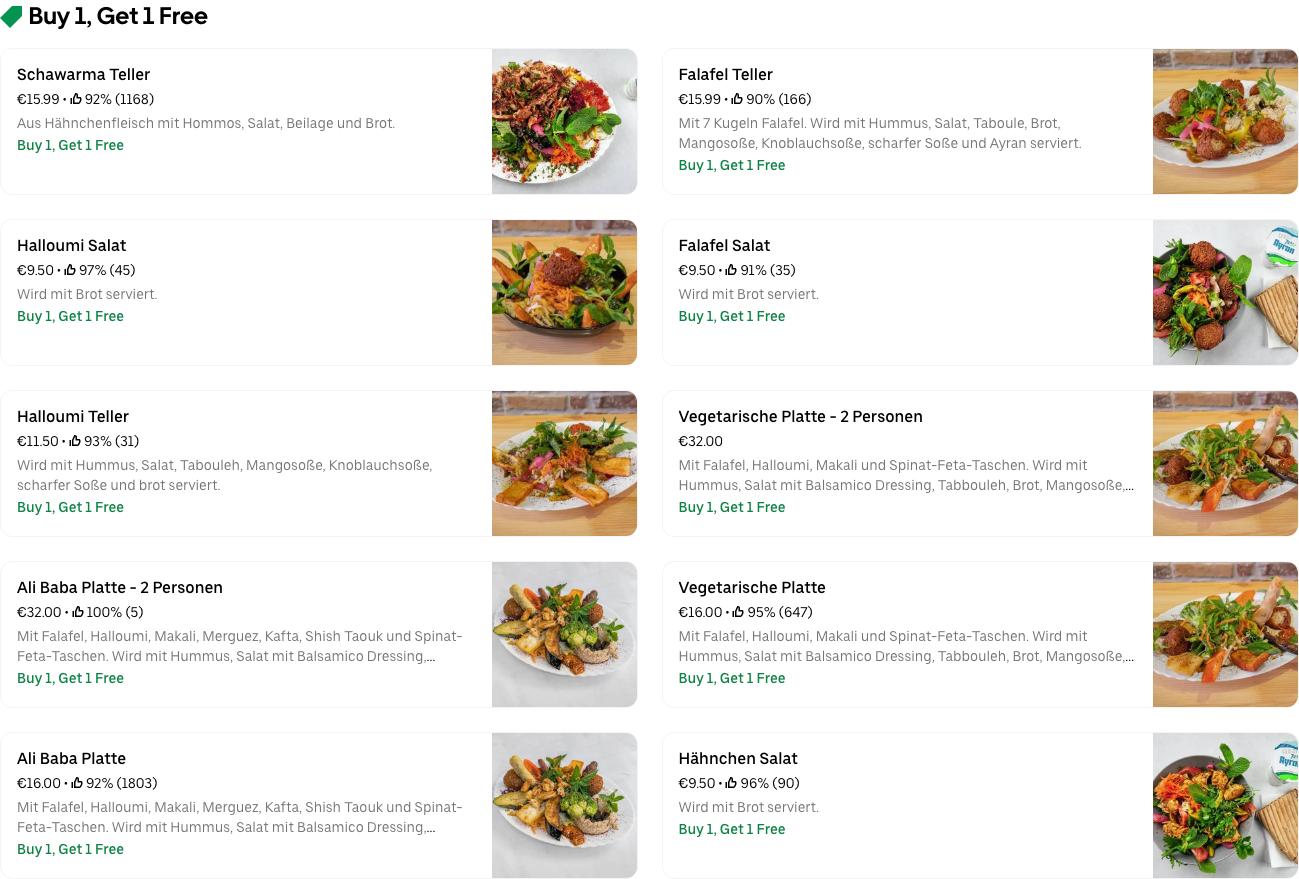 Buy 1, Get 1 Free
Schawarma Teller
€15.99 • 92% (1168)
Aus Hähnchenfleisch mit Hommos, Salat, Beilage und Brot.
Buy 1, Get 1 Free
Falafel Teller
€15.99 • 90% (166)
Mit 7 Kugeln Falafel. Wird mit Hummus, Salat, Taboule, Brot,
Mangosoße, Knoblauchsoße, scharfer Soße und Ayran serviert.
Buy 1, Get 1 Free
Halloumi Salat
€9.50 • 97% (45)
Wird mit Brot serviert.
Buy 1, Get 1 Free
Falafel Salat
€9.50 • 91% (35)
Wird mit Brot serviert.
Buy 1, Get 1 Free
Ayran
Halloumi Teller
€11.50 • 93% (31)
Wird mit Hummus, Salat, Tabouleh, Mangosoße, Knoblauchsoße,
scharfer Soße und brot serviert.
Buy 1, Get 1 Free
Vegetarische Platte - 2 Personen
€32.00
Mit Falafel, Halloumi, Makali und Spinat-Feta-Taschen. Wird mit
Hummus, Salat mit Balsamico Dressing, Tabbouleh, Brot, Mangosoße,...
Buy 1, Get 1 Free
Ali Baba Platte - 2 Personen
€32.00 • 100% (5)
Mit Falafel, Halloumi, Makali, Merguez, Kafta, Shish Taouk und Spinat-
Feta-Taschen. Wird mit Hummus, Salat mit Balsamico Dressing,...
Buy 1, Get 1 Free
Vegetarische Platte
€16.00 • 95% (647)
Mit Falafel, Halloumi, Makali und Spinat-Feta-Taschen. Wird mit
Hummus, Salat mit Balsamico Dressing, Tabbouleh, Brot, Mangosoße,...
Buy 1, Get 1 Free
Ali Baba Platte
€16.00 • 92% (1803)
Mit Falafel, Halloumi, Makali, Merguez, Kafta, Shish Taouk und Spinat-
Feta-Taschen. Wird mit Hummus, Salat mit Balsamico Dressing,...
Buy 1, Get 1 Free
Hähnchen Salat
€9.50 • 96% (90)
Wird mit Brot serviert.
Buy 1, Get 1 Free